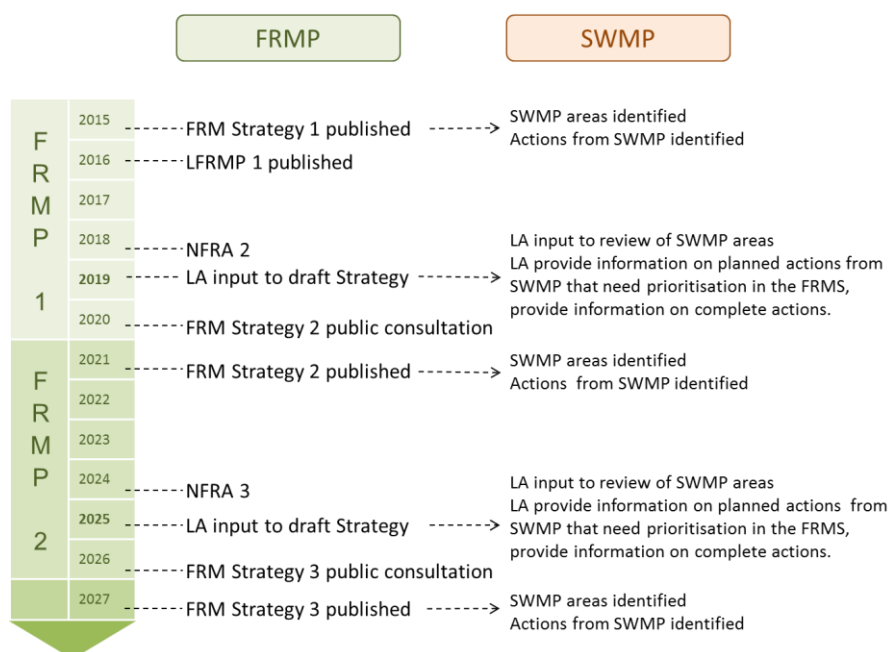 FRMP
SWMP
FRMP 1
2015
FRM Strategy 1 published
SWMP areas identified
Actions from SWMP identified
2016
LFRMP 1 published
2017
2018
NFRA 2
2019
LA input to draft Strategy
LA input to review of SWMP areas
LA provide information on planned actions from
SWMP that need prioritisation in the FRMS,
provide information on complete actions.
2020
FRM Strategy 2 public consultation
FRMP 2
2021
FRM Strategy 2 published
SWMP areas identified
Actions from SWMP identified
2022
2023
2024
NFRA 3
2025
LA input to draft Strategy
LA input to review of SWMP areas
LA provide information on planned actions from
SWMP that need prioritisation in the FRMS,
provide information on complete actions.
2026
FRM Strategy 3 public consultation
2027
FRM Strategy 3 published
SWMP areas identified
Actions from SWMP identified